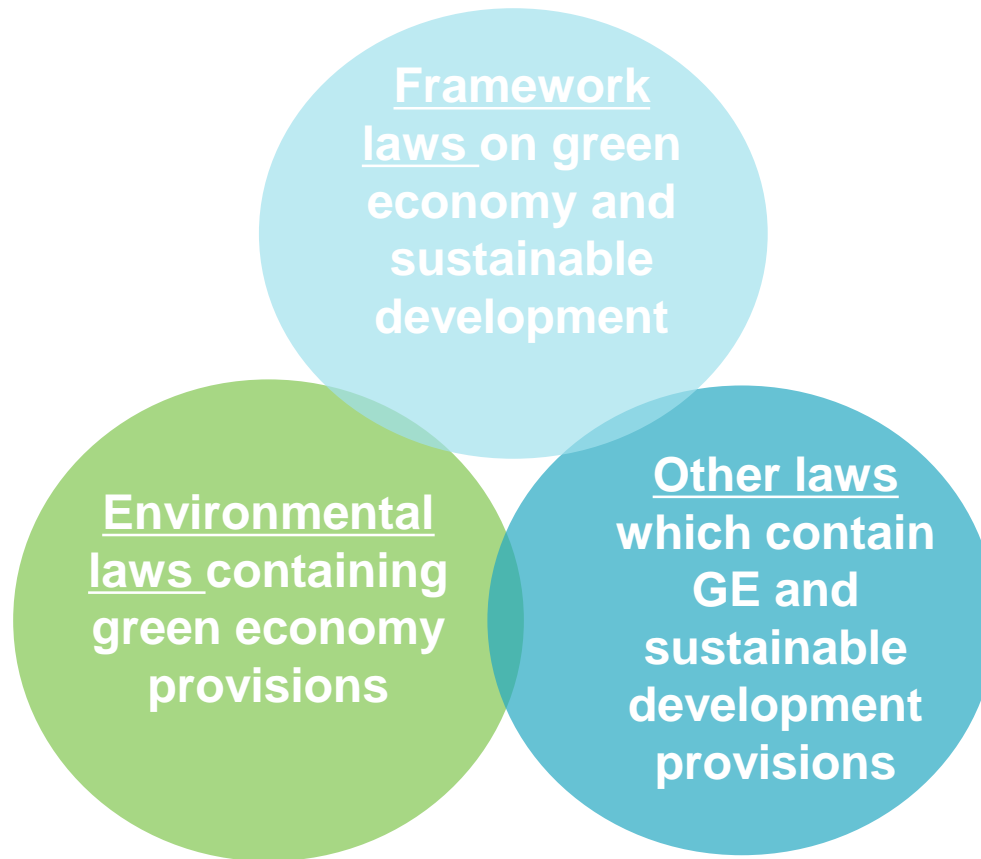 Framework
laws on green
economy and
sustainable
development
Environmental
laws containing
green economy
provisions
Other laws
which contain
GE and
sustainable
development
provisions